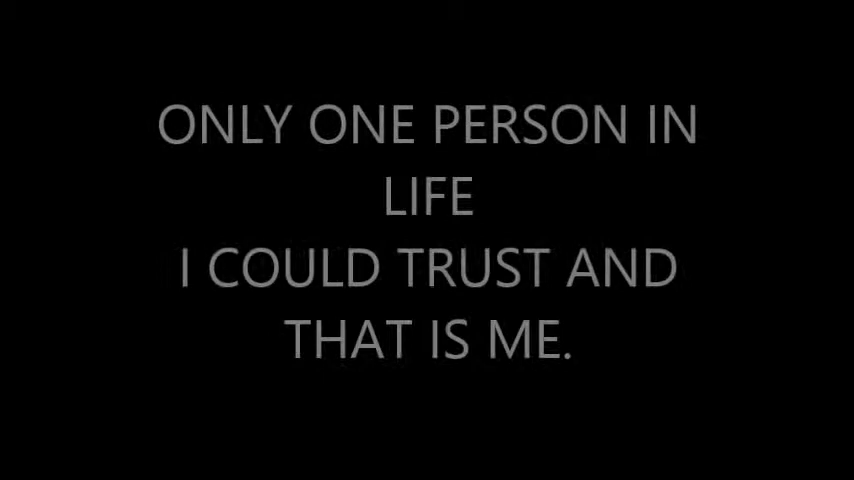 ONLY ONE PERSON IN
LIFE
I COULD TRUST AND
THAT IS ME.